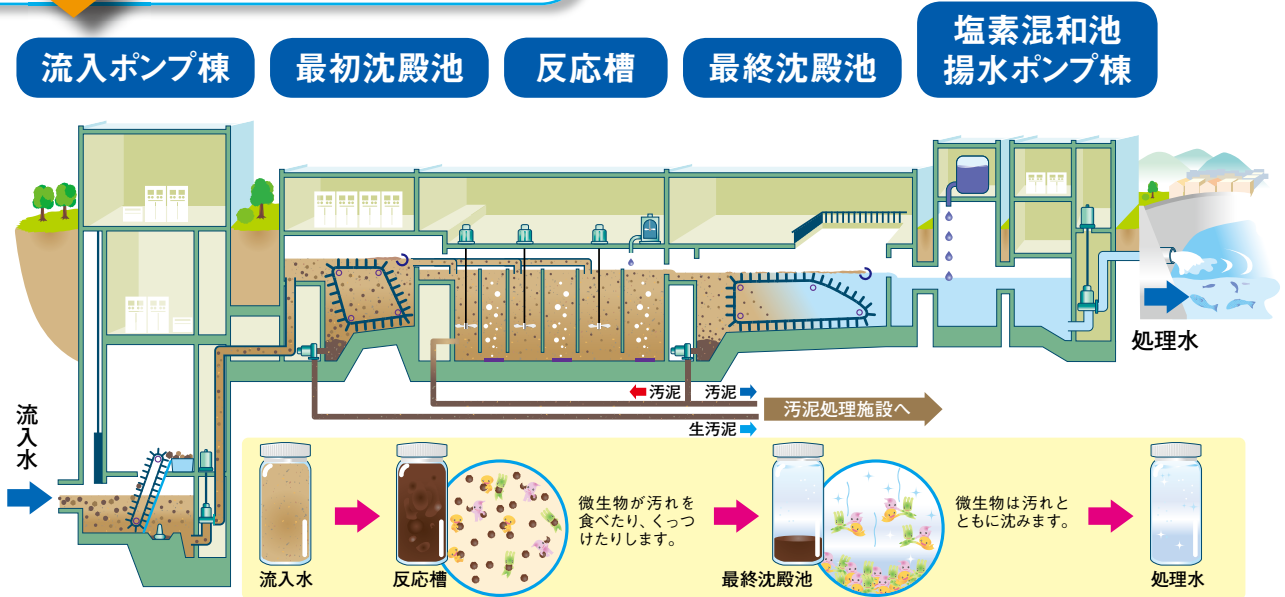 流入ポンプ棟
最初沈殿池
反応槽
最終沈殿池
塩素混和池
揚水ポンプ棟
処理水
流入水
汚泥
汚泥
汚泥処理施設へ
生汚泥
微生物が汚れを
食べたり、くっつ
けたりします。
微生物は汚れと
ともに沈みます。
流入水
反応槽
最終沈殿池
処理水